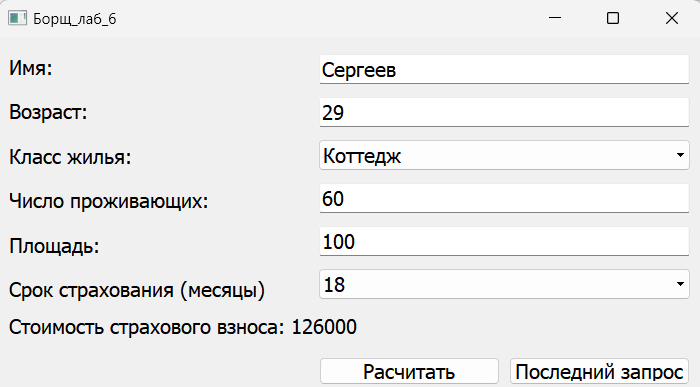 Борщ_лаб_6
Имя: Сергеев
Возраст: 29
Класс жилья: Коттедж
Число проживающих: 60
Площадь: 100
Срок страхования (месяцы) 18
Стоимость страхового взноса: 126000
Расчитать Последний запрос